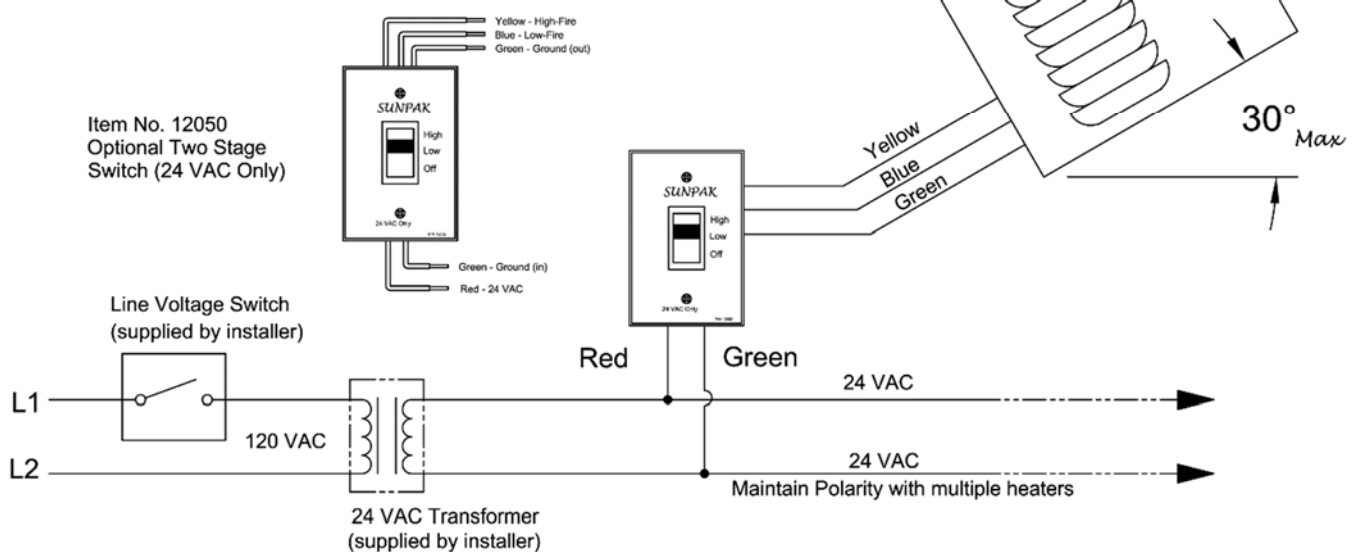 Yellow - High-Fire
Blue - Low-Fire
Green - Ground (out)
Item No. 12050
Optional Two Stage
Switch (24 VAC Only)
SUNPAK
High
Low
Off
24 VAC Only
Green - Ground (in)
Red - 24 VAC
Yellow
Blue
Green
30° Max
SUNPAK
High
Low
Off
24 VAC Only
Line Voltage Switch
(supplied by installer)
Red
Green
L1
24 VAC
120 VAC
L2
24 VAC
Maintain Polarity with multiple heaters
24 VAC Transformer
(supplied by installer)